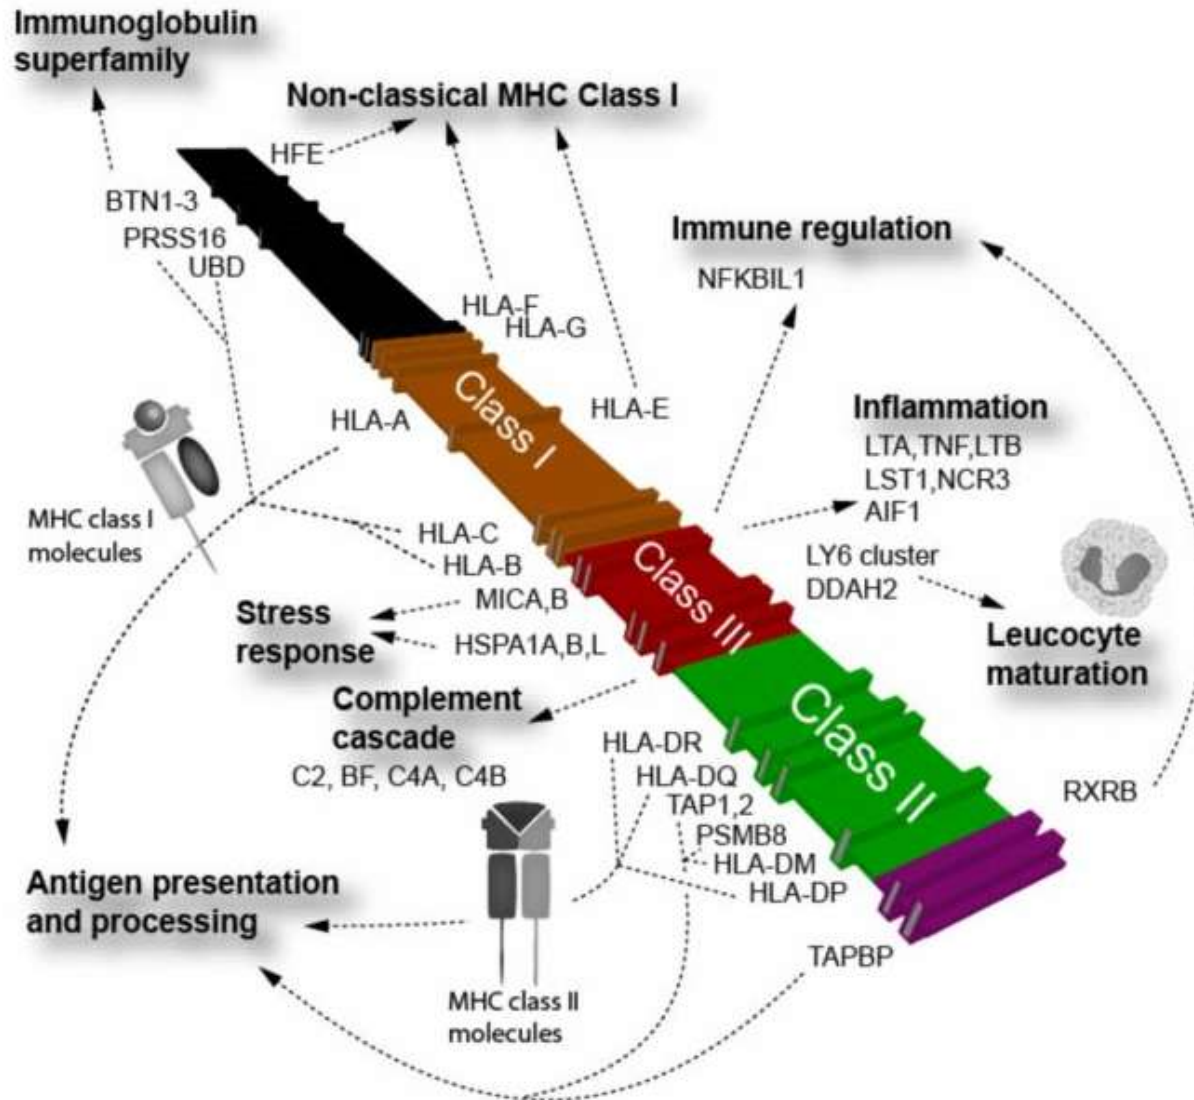 Immunoglobulin
superfamily
Non-classical MHC Class I
HFE
BTN1-3
PRSS16
UBD
Immune regulation
NFKBIL1
HLA-F
HLA-G
HLA-E
HLA-A
Class I
Inflammation
LTA,TNF,LTB
LST1,NCR3
AIF1
MHC class I
molecules
HLA-C
HLA-B
MICA,B
HSPA1A,B,L
Class III
LY6 cluster
DDAH2
Stress
response
Leucocyte
maturation
Complement
cascade
C2, BF, C4A, C4B
Class II
HLA-DR
HLA-DQ
TAP1,2
PSMB8
HLA-DM
HLA-DP
RXRB
Antigen presentation
and processing
TAPBP
MHC class II
molecules